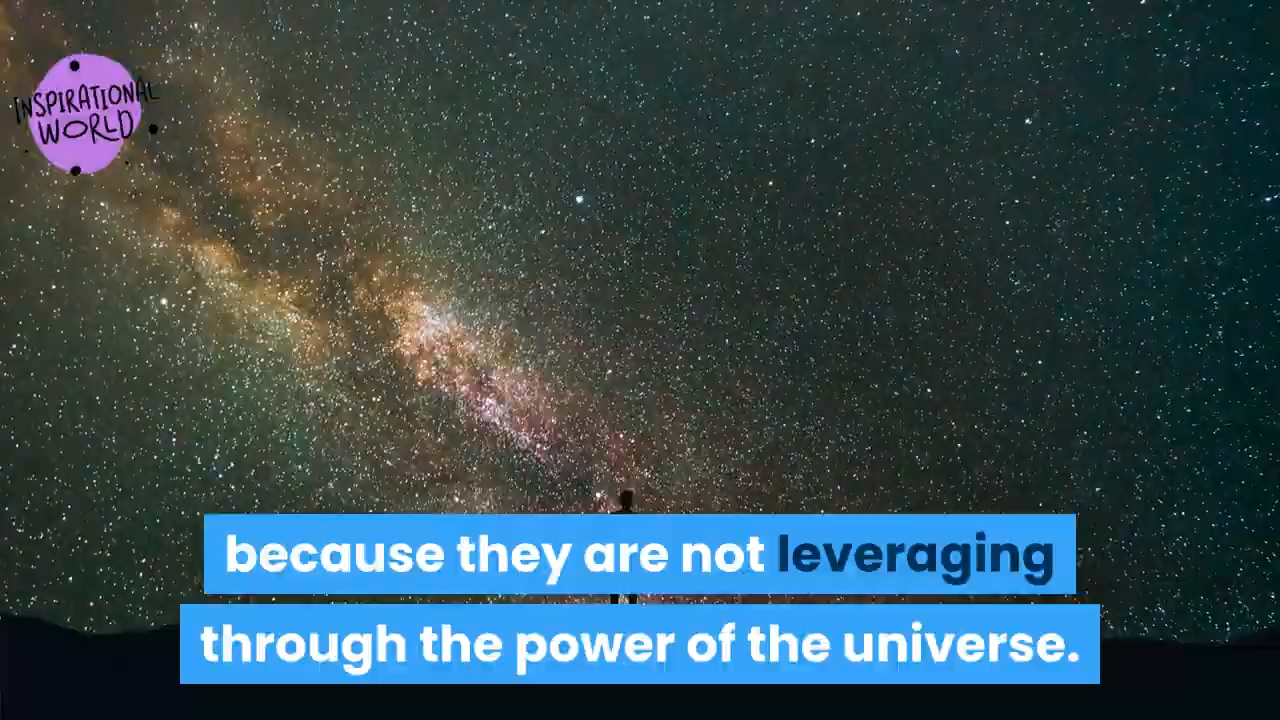 INSPIRATIONAL
WORLD
because they are not leveraging
through the power of the universe.